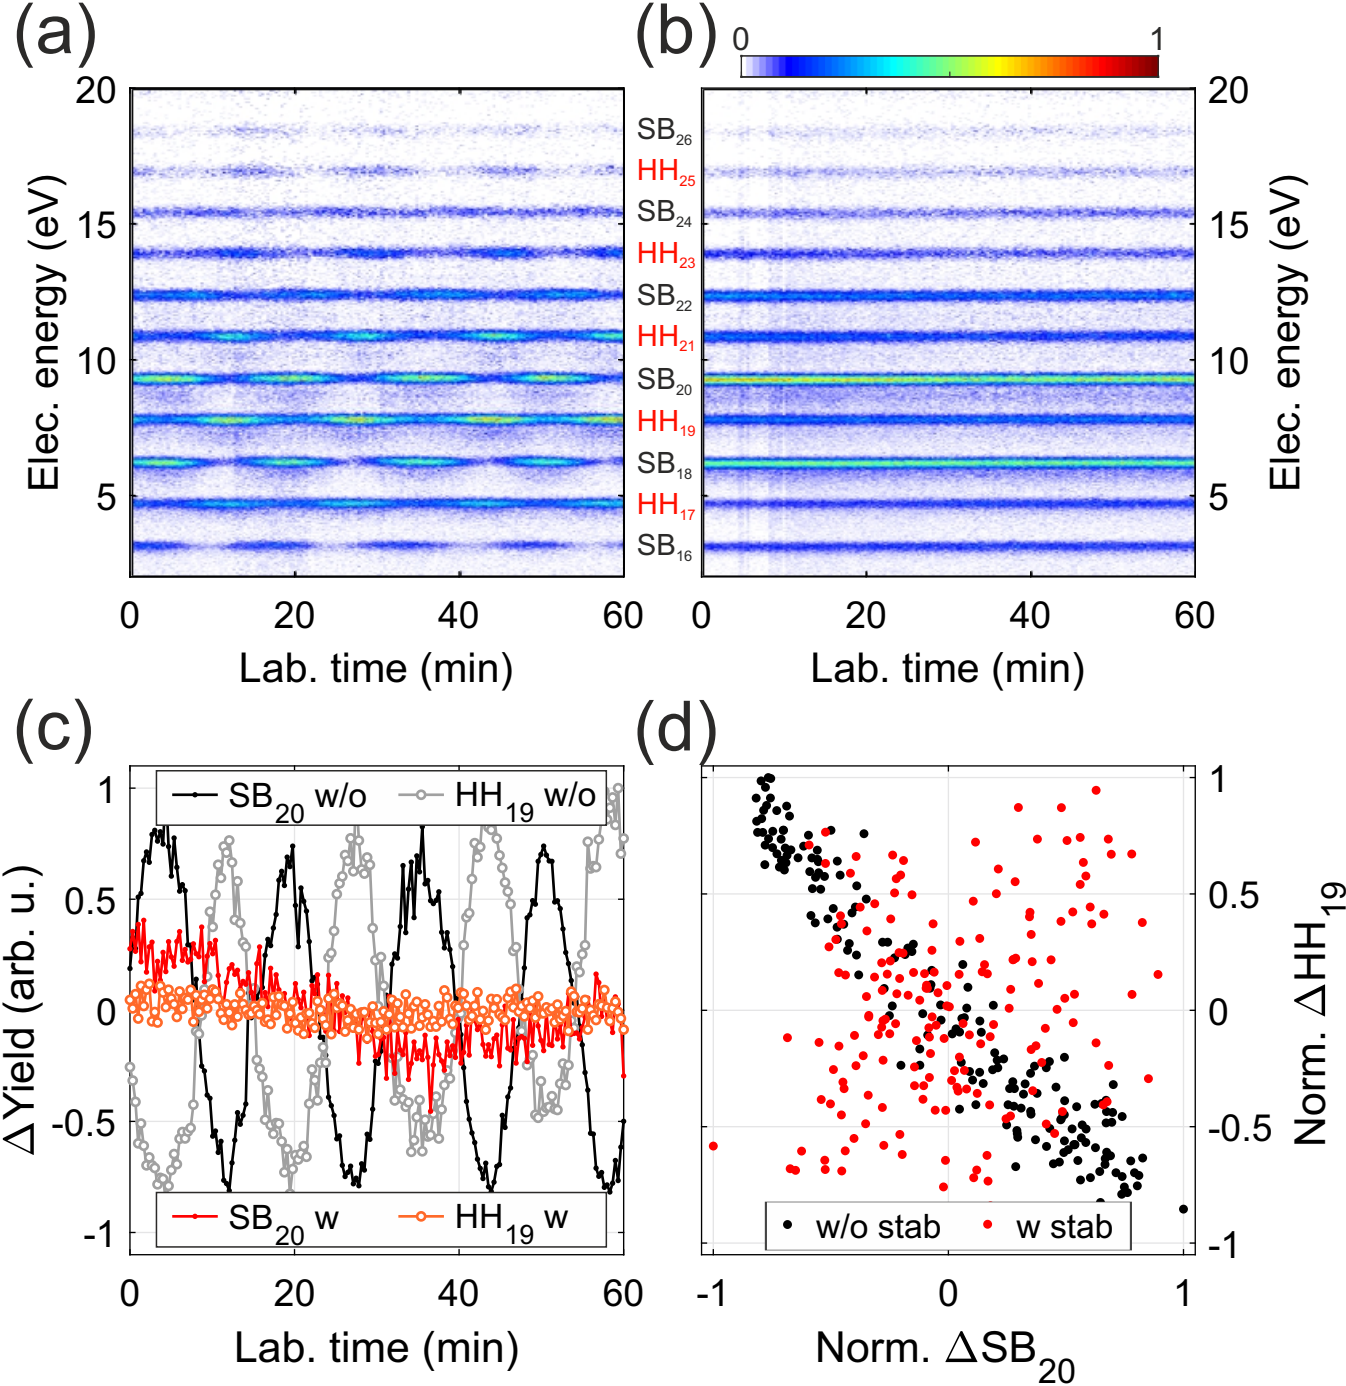 (a)
(b)
0 1
20
15
10
5
Elec. energy (eV)
0 20 40 60
Lab. time (min)
SB26
HH25
SB24
HH23
SB22
HH21
SB20
HH19
SB18
HH17
SB16
20
15
10
5
Elec. energy (eV)
0 20 40 60
Lab. time (min)
(c)
1
0.5
0
-0.5
-1
ΔYield (arb. u.)
SB20 w/o HH19 w/o
SB20 w HH19 w
0 20 40 60
Lab. time (min)
(d)
1
0.5
0
-0.5
-1
Norm. ΔHH19
w/o stab w stab
-1 0 1
Norm. ΔSB20